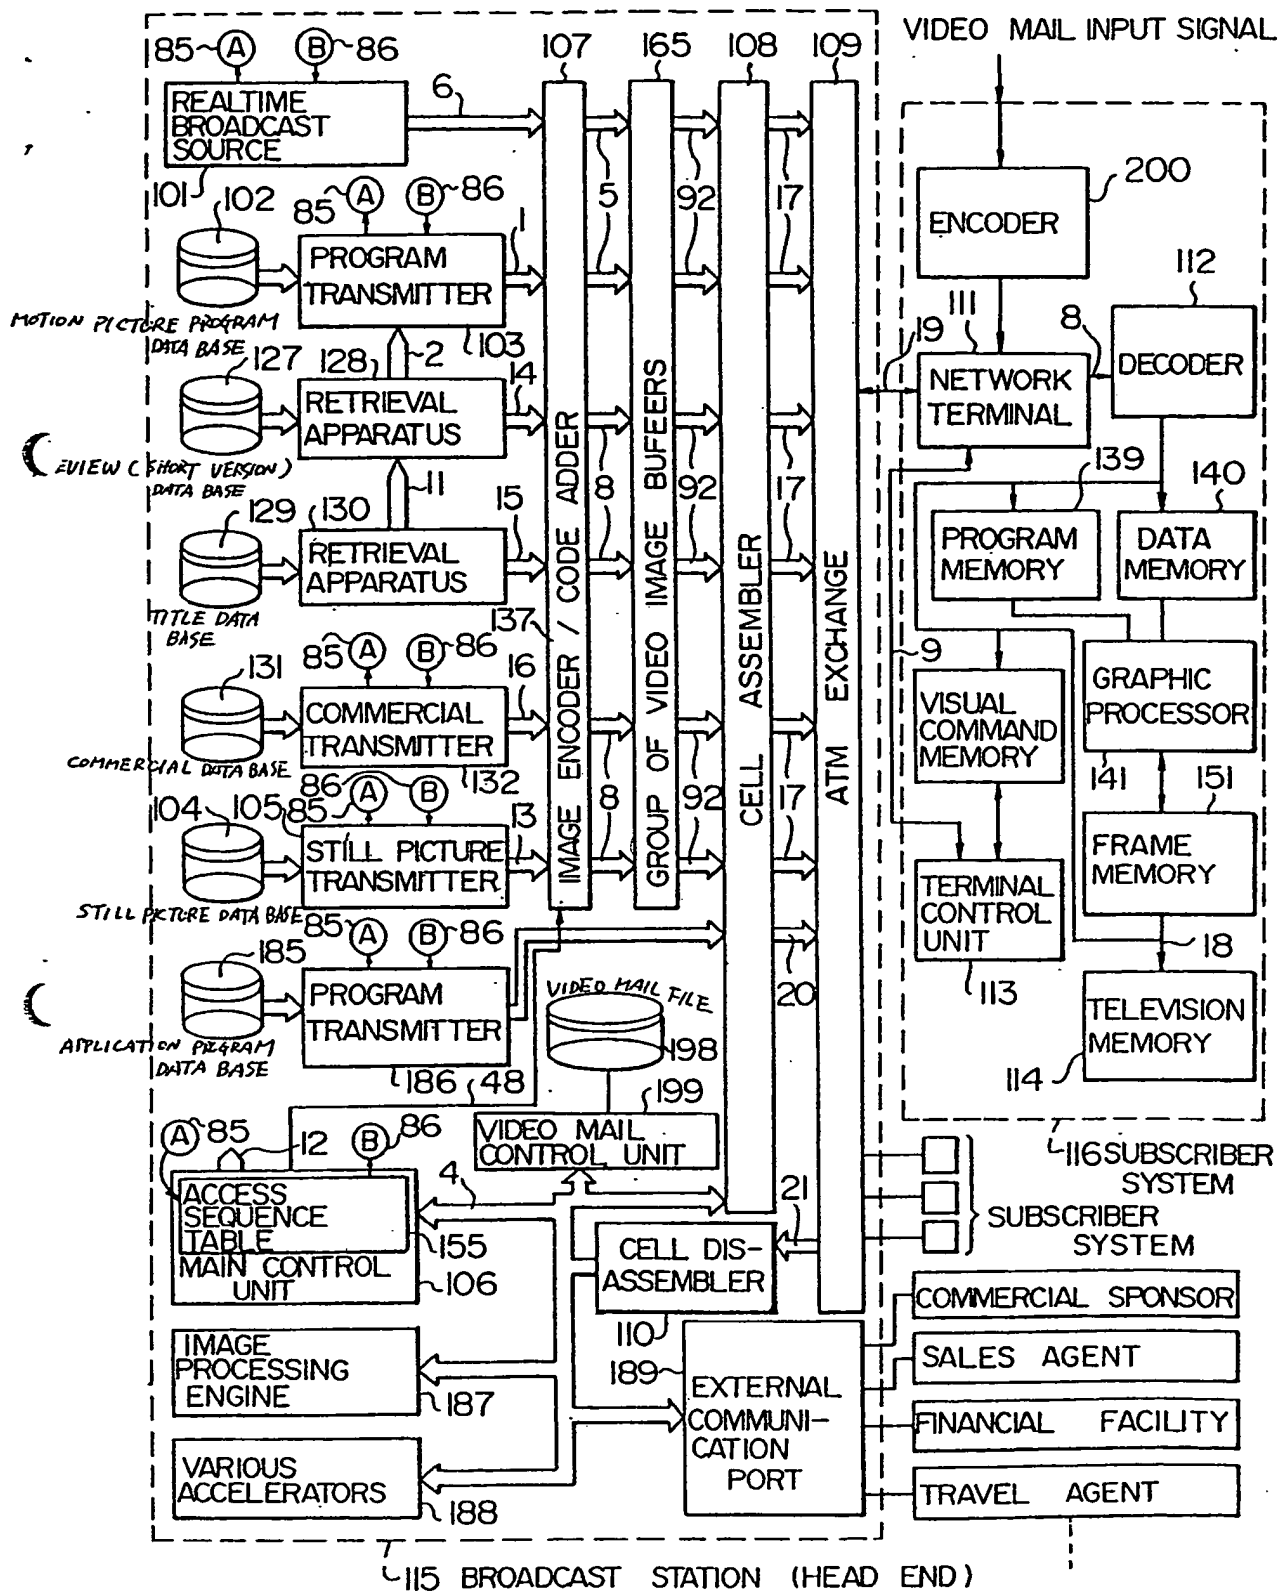 VIDEO MAIL INPUT SIGNAL
85 A B 86
107 165 108 109
REALTIME
BROADCAST
SOURCE
101
6
5 92 17
102
85 A B 86
PROGRAM
TRANSMITTER
1
103
MOTION PICTURE PROGRAM
DATA BASE
2
127
128
RETRIEVAL
APPARATUS
14
EVIEW (SHORT VERSION)
DATA BASE
11
8 92 17
129
130
RETRIEVAL
APPARATUS
15
TITLE DATA
BASE
137
131
85 A B 86
COMMERCIAL
TRANSMITTER
16
132
COMMERCIAL DATA BASE
86
85 A B
104 105
STILL PICTURE
TRANSMITTER
13
8 92 17
STILL PICTURE DATA BASE
85 A B 86
185
PROGRAM
TRANSMITTER
186
APPLICATION PROGRAM
DATA BASE
20
48
IMAGE ENCODER / CODE ADDER
GROUP OF VIDEO IMAGE BUFEERS
CELL ASSEMBLER
ATM EXCHANGE
VIDEO MAIL FILE
198
199
VIDEO MAIL
CONTROL UNIT
A 85 12 B 86
ACCESS
SEQUENCE
TABLE
155
MAIN CONTROL
UNIT
106
4
21
CELL DIS-
ASSEMBLER
110
IMAGE
PROCESSING
ENGINE
187
VARIOUS
ACCELERATORS
188
189
EXTERNAL
COMMUNI-
CATION
PORT
115 BROADCAST STATION (HEAD END)
200
ENCODER
112
111
8
DECODER
19
NETWORK
TERMINAL
139
140
PROGRAM
MEMORY
DATA
MEMORY
9
VISUAL
COMMAND
MEMORY
GRAPHIC
PROCESSOR
141
151
FRAME
MEMORY
TERMINAL
CONTROL
UNIT
113
18
TELEVISION
MEMORY
114
116 SUBSCRIBER
SYSTEM
SUBSCRIBER
SYSTEM
COMMERCIAL SPONSOR
SALES AGENT
FINANCIAL FACILITY
TRAVEL AGENT